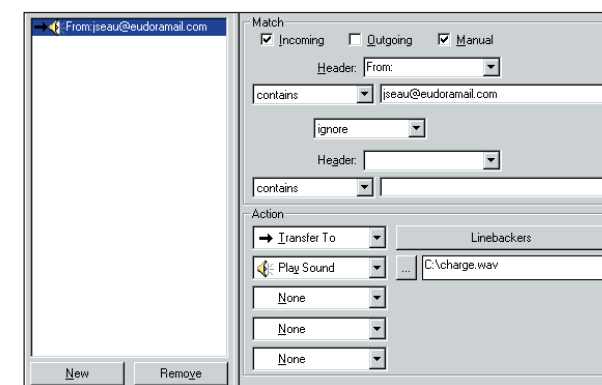 From:jseau@eudoramail.com
New Remove
Match
Incoming Outgoing Manual
Header: From:
contains jseau@eudoramail.com
ignore
Header:
contains
Action
Transfer To Linebackers
Play Sound ... C:\charge.wav
None
None
None